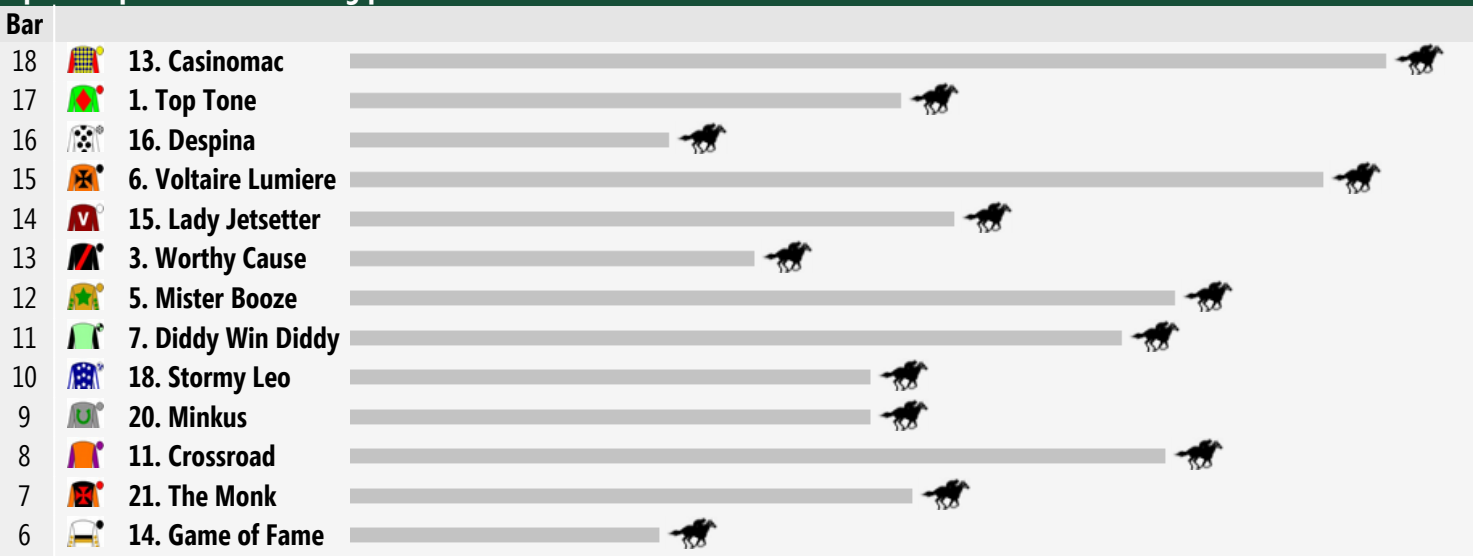 Bar
18 13. Casinomac
17 1. Top Tone
16 16. Despina
15 6. Voltaire Lumiere
14 V 15. Lady Jetsetter
13 3. Worthy Cause
12 5. Mister Booze
11 7. Diddy Win Diddy
10 18. Stormy Leo
9 20. Minkus
8 11. Crossroad
7 21. The Monk
6 14. Game of Fame